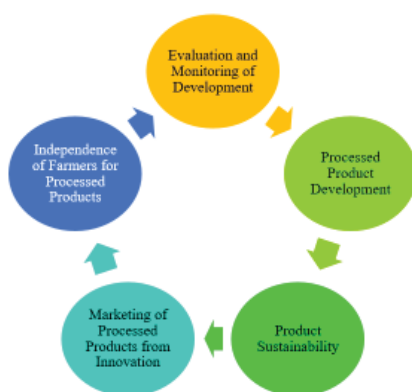 Evaluation and
Monitoring of
Development
Processed
Product
Development
Product
Sustainability
Marketing of
Processed
Products from
Innovation
Independence
of Farmers for
Processed
Products